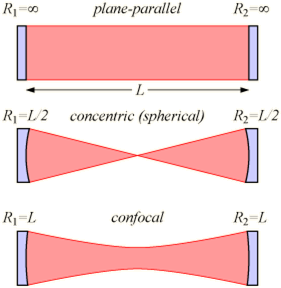 R₁=∞ plane-parallel R₂=∞
L
R₁=L/2 concentric (spherical) R₂=L/2
R₁=L confocal R₂=L